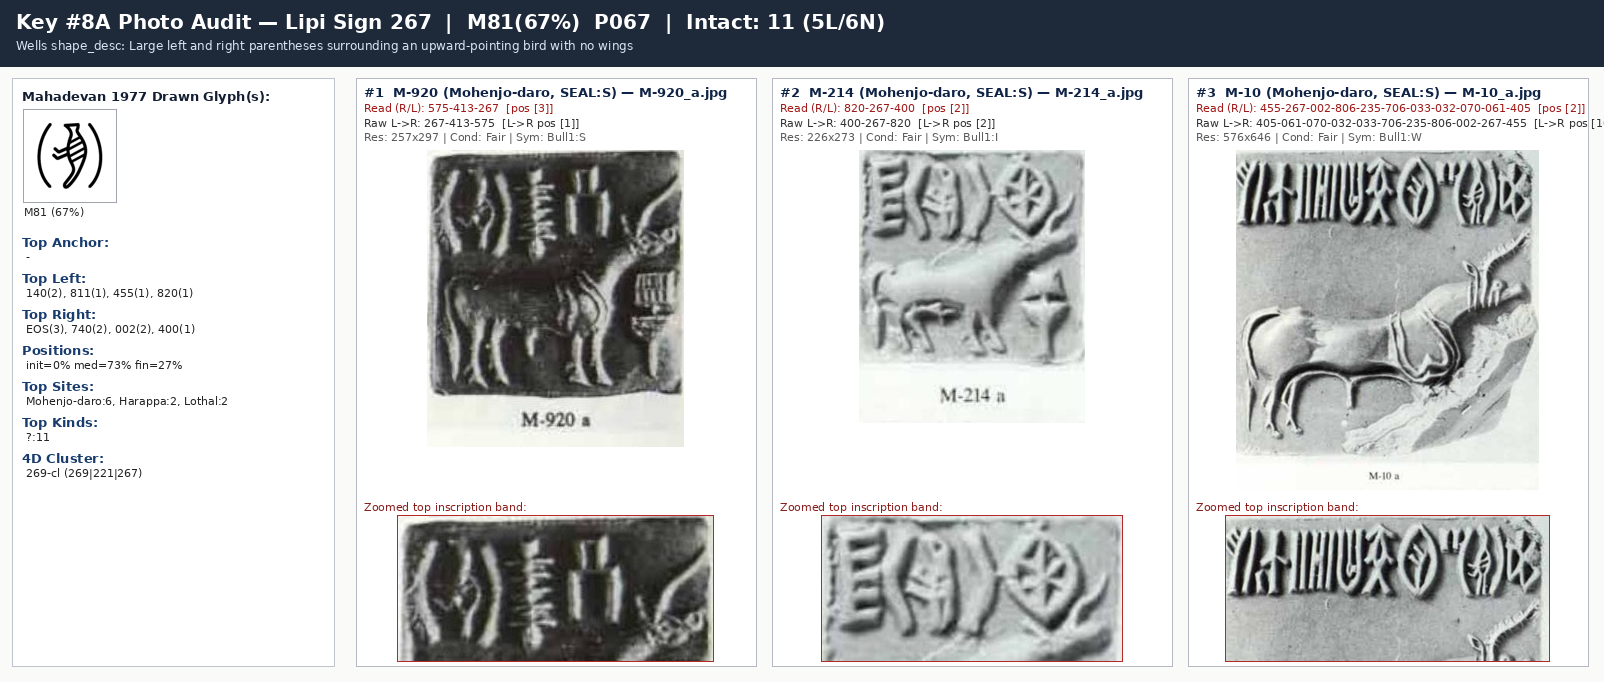 Key #8A Photo Audit — Lipi Sign 267 | M81(67%) P067 | Intact: 11 (5L/6N)
Wells shape_desc: Large left and right parentheses surrounding an upward-pointing bird with no wings
Mahadevan 1977 Drawn Glyph(s):
M81 (67%)
Top Anchor:
-
Top Left:
140(2), 811(1), 455(1), 820(1)
Top Right:
EOS(3), 740(2), 002(2), 400(1)
Positions:
init=0% med=73% fin=27%
Top Sites:
Mohenjo-daro:6, Harappa:2, Lothal:2
Top Kinds:
?:11
4D Cluster:
269-cl (269|221|267)
#1 M-920 (Mohenjo-daro, SEAL:S) — M-920_a.jpg
Read (R/L): 575-413-267 [pos [3]]
Raw L->R: 267-413-575 [L->R pos [1]]
Res: 257x297 | Cond: Fair | Sym: Bull1:S
M-920 a
Zoomed top inscription band:
#2 M-214 (Mohenjo-daro, SEAL:S) — M-214_a.jpg
Read (R/L): 820-267-400 [pos [2]]
Raw L->R: 400-267-820 [L->R pos [2]]
Res: 226x273 | Cond: Fair | Sym: Bull1:I
M-214 a
Zoomed top inscription band:
#3 M-10 (Mohenjo-daro, SEAL:S) — M-10_a.jpg
Read (R/L): 455-267-002-806-235-706-033-032-070-061-405 [pos [2]]
Raw L->R: 405-061-070-032-033-706-235-806-002-267-455 [L->R pos
Res: 576x646 | Cond: Fair | Sym: Bull1:W
M-10 a
Zoomed top inscription band: